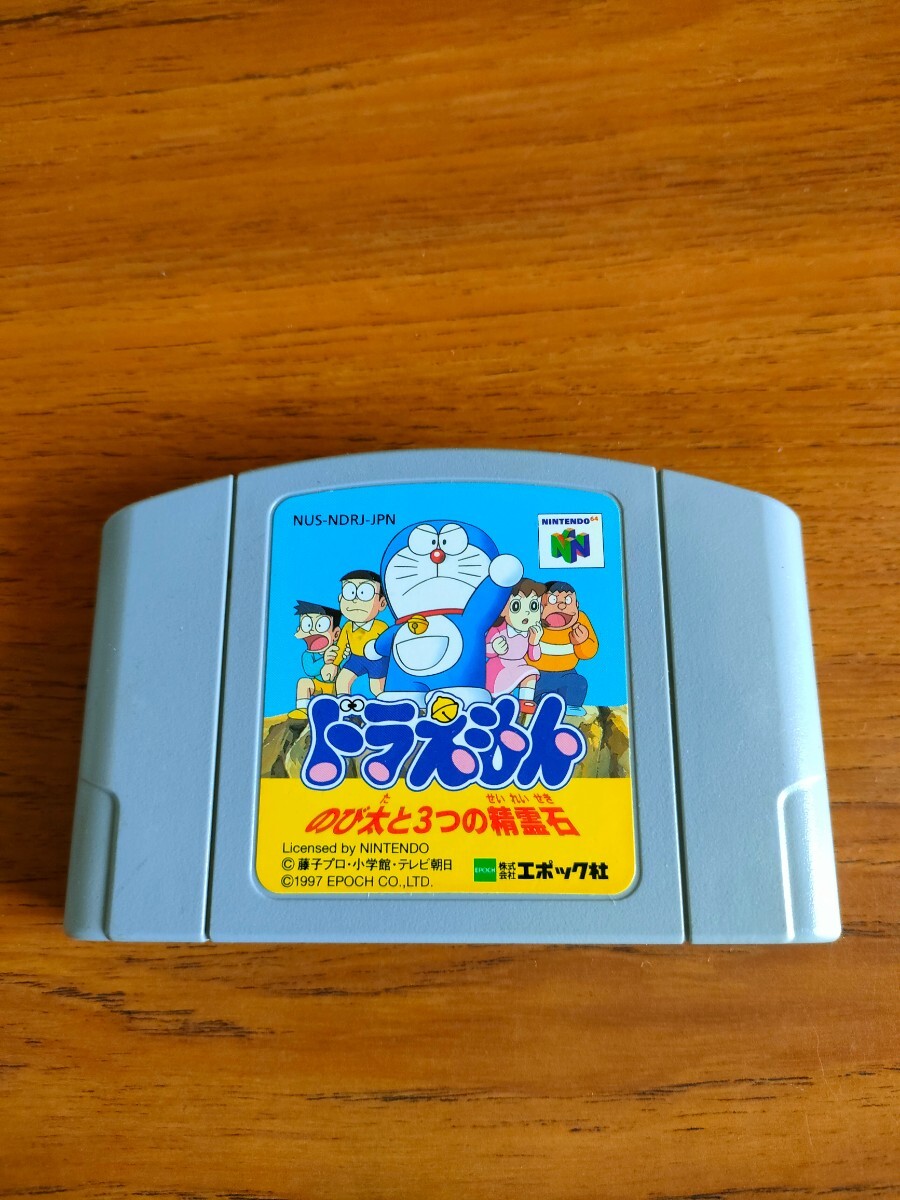 NUS-NDRJ-JPN
NINTENDO64
ドラえもん
のび太と3つの精霊石
た
せいれいせき
Licensed by NINTENDO
© 藤子プロ・小学館・テレビ朝日
©1997 EPOCH CO.,LTD.
EPOCH 株式会社 エポック社